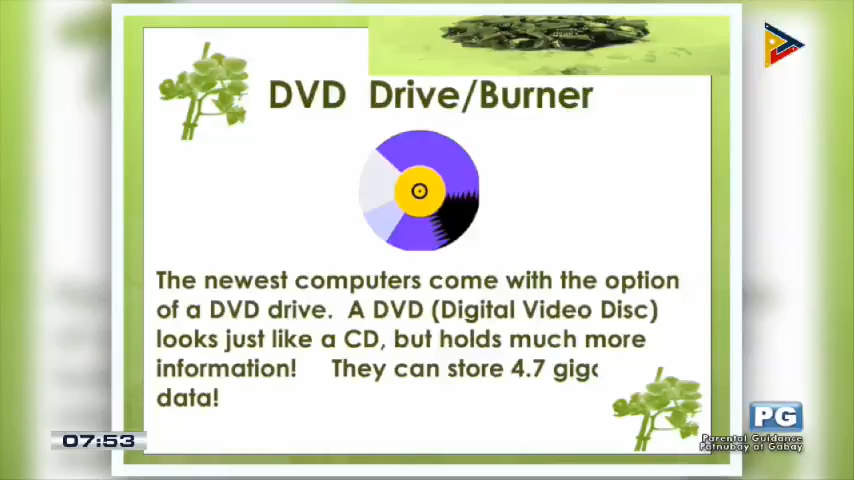 DVD Drive/Burner
The newest computers come with the option
of a DVD drive. A DVD (Digital Video Disc)
looks just like a CD, but holds much more
information! They can store 4.7
data!
07:53
PG
Parental Guidance
Patnubay at Gabay